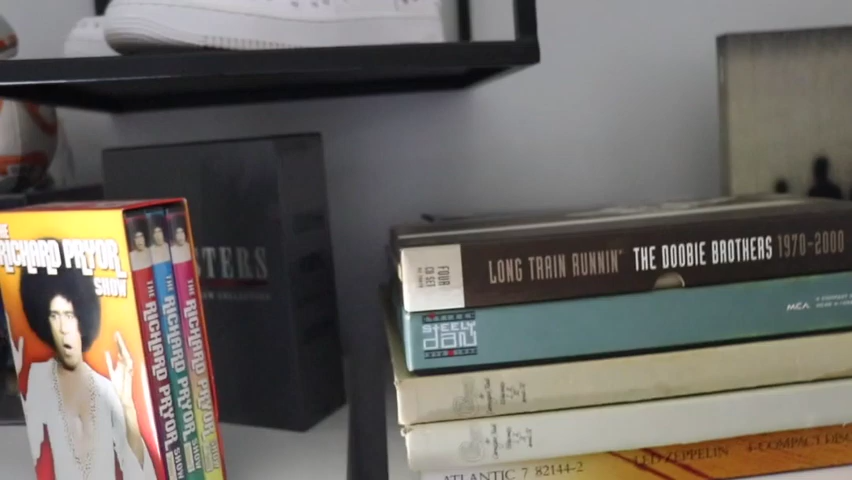 THE
RICHARD PRYOR
SHOW
THE RICHARD PRYOR SHOW
THE RICHARD PRYOR SHOW
THE RICHARD PRYOR SHOW
STERS
FOUR
CD SET
LONG TRAIN RUNNIN' THE DOOBIE BROTHERS 1970-2000
STEELY
DAN
MCA
ATLANTIC 7 82144-2
LED ZEPPELIN
4-COMPACT DISC